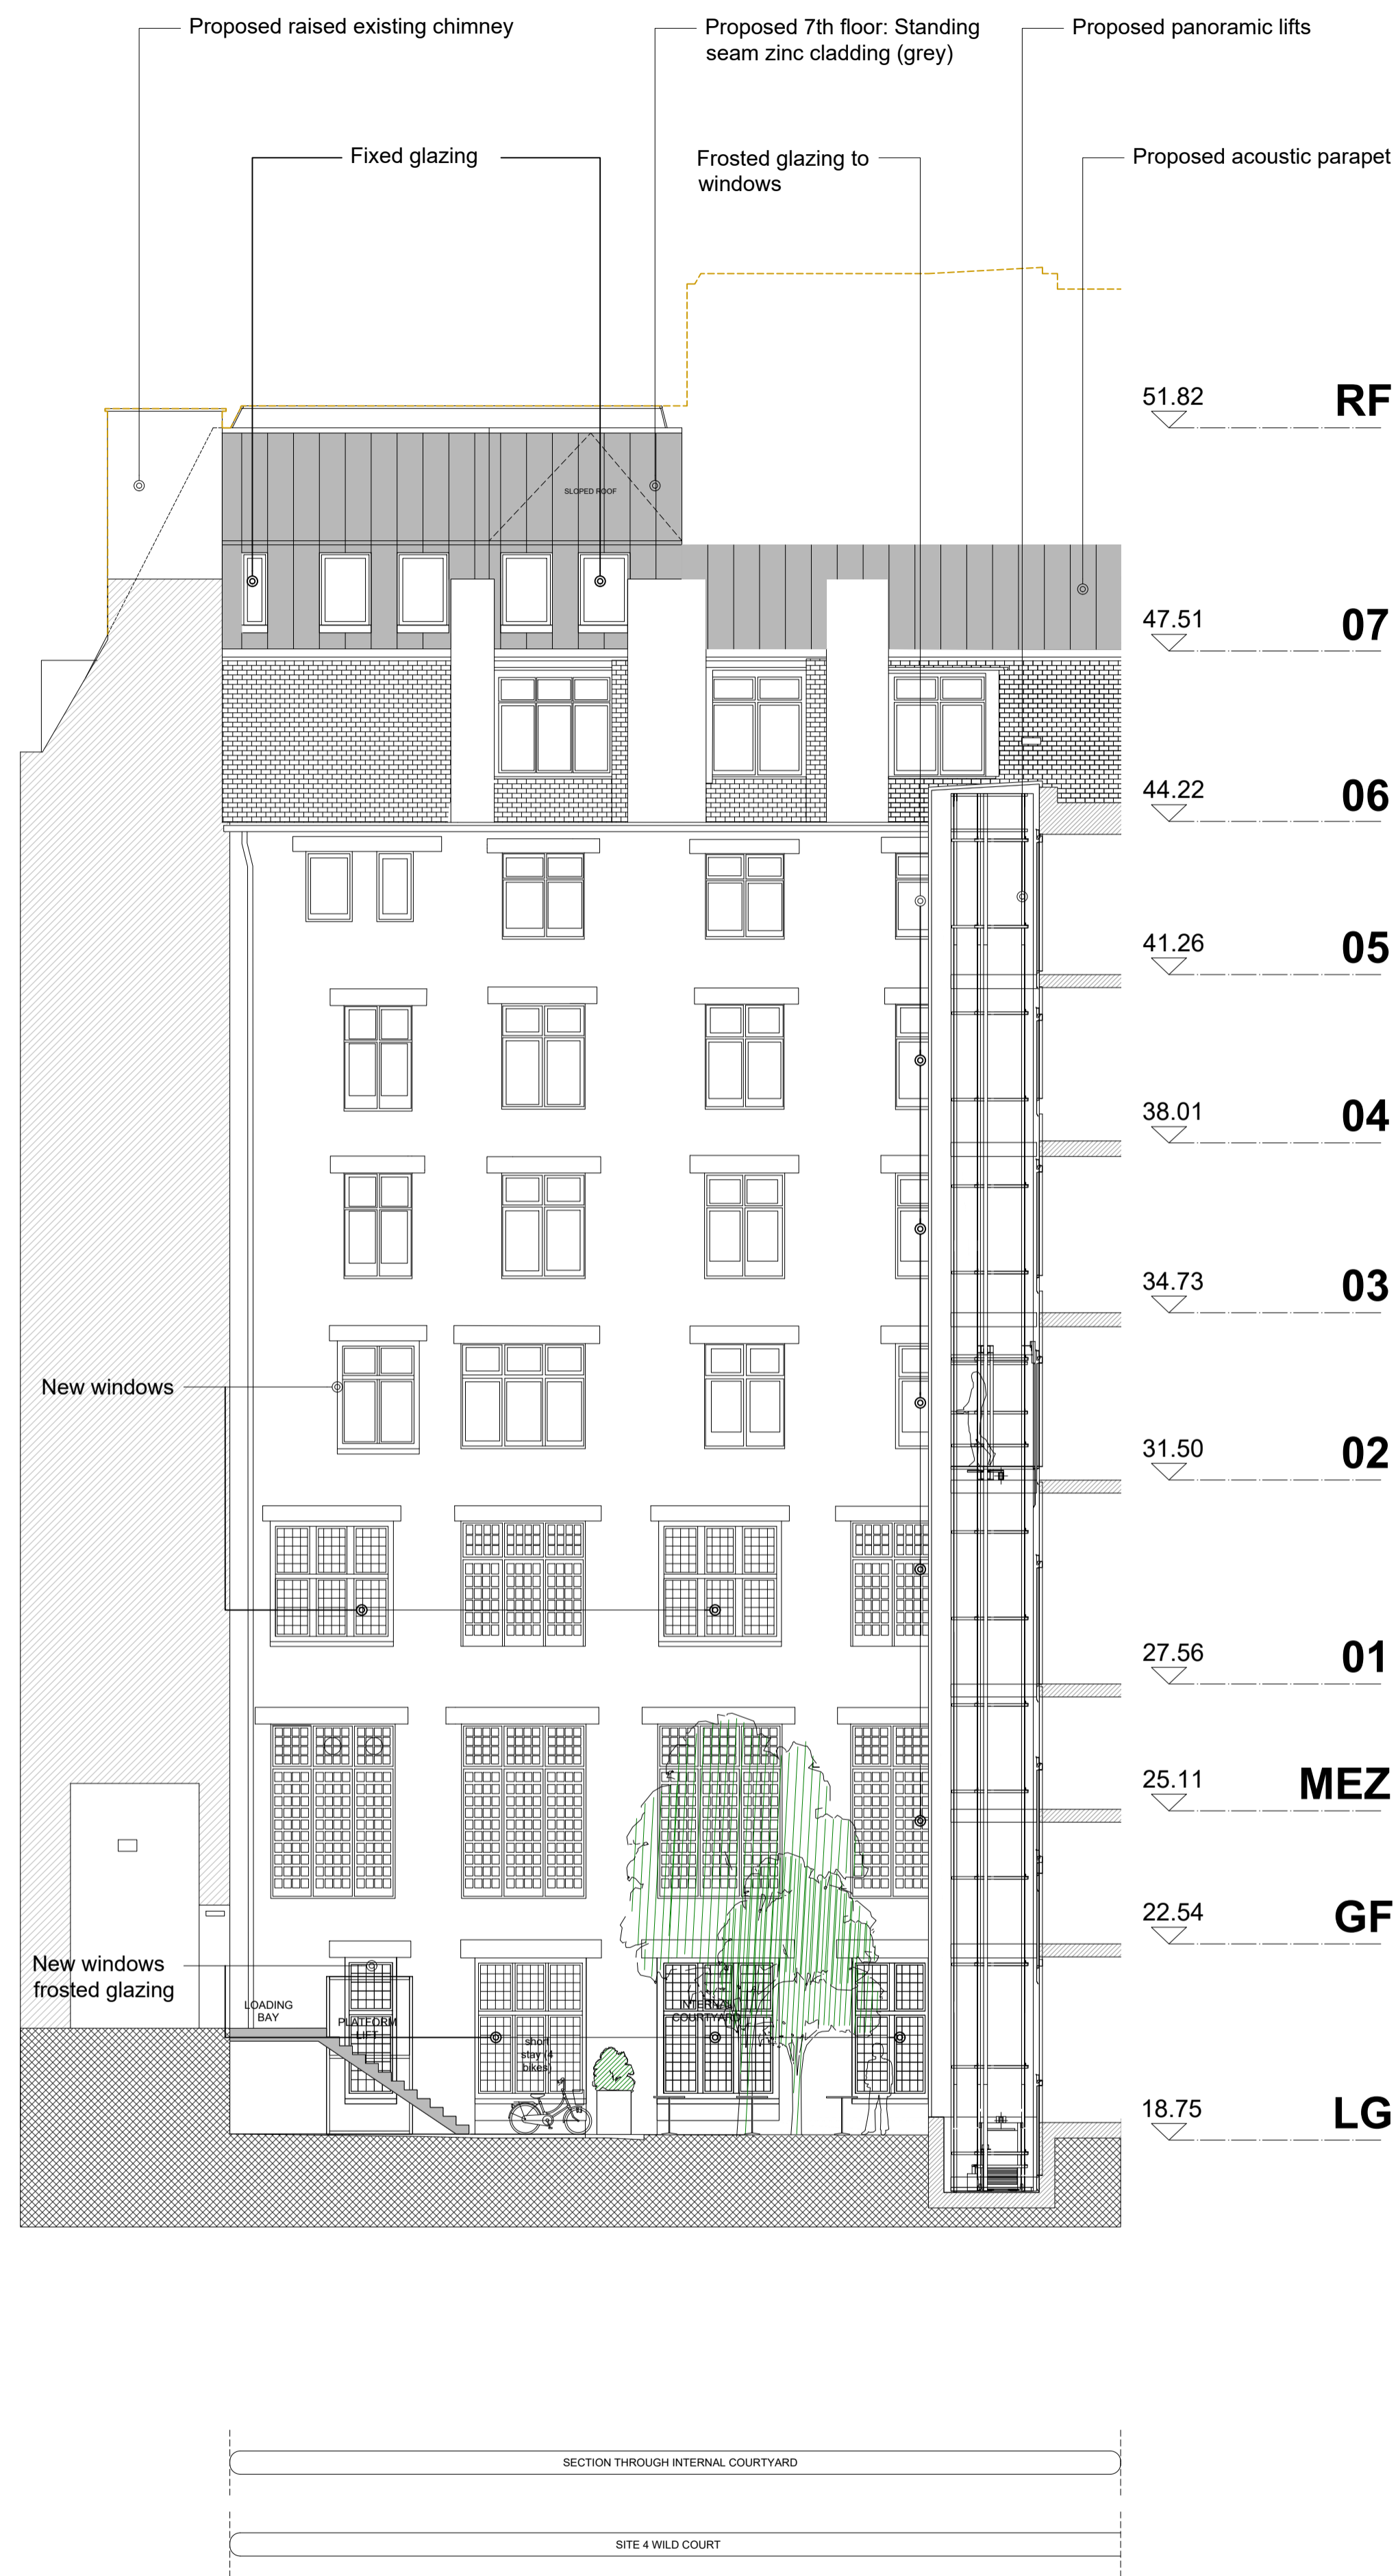 Proposed raised existing chimney
Proposed 7th floor: Standing
seam zinc cladding (grey)
Proposed panoramic lifts
Fixed glazing
Frosted glazing to
windows
Proposed acoustic parapet
51.82 RF
SLOPED ROOF
47.51 07
44.22 06
41.26 05
38.01 04
34.73 03
New windows
31.50 02
27.56 01
25.11 MEZ
22.54 GF
New windows
frosted glazing
LOADING
BAY
PLATFORM
LIFT
short
stay (4
bikes)
INTERNAL
COURTYARD
18.75 LG
SECTION THROUGH INTERNAL COURTYARD
SITE 4 WILD COURT